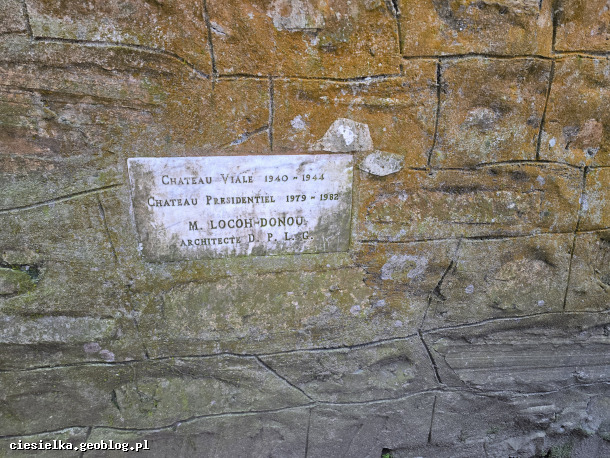 CHATEAU VIALE 1940 - 1944
CHATEAU PRESIDENTIEL 1979 - 1982
M. LOCOH-DONOU
ARCHITECTE D. P. L. G.
ciesielka.geoblog.pl